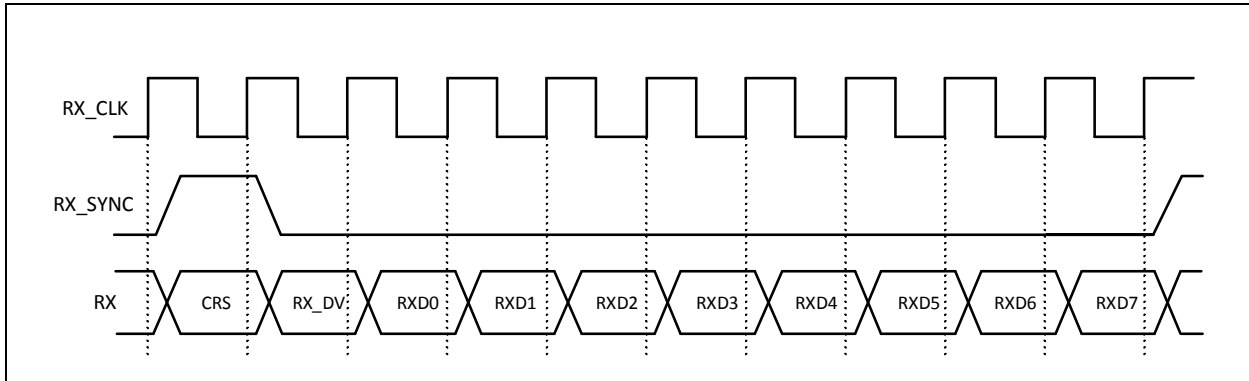 RX_CLK
RX_SYNC
RX CRS RX_DV RXD0 RXD1 RXD2 RXD3 RXD4 RXD5 RXD6 RXD7